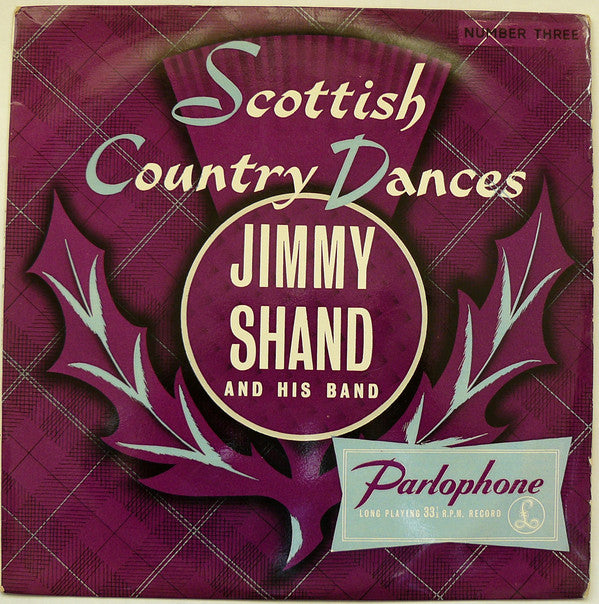 NUMBER THREE
Scottish
Country Dances
JIMMY
SHAND
AND HIS BAND
Parlophone
LONG PLAYING 33⅓ R.P.M. RECORD
£